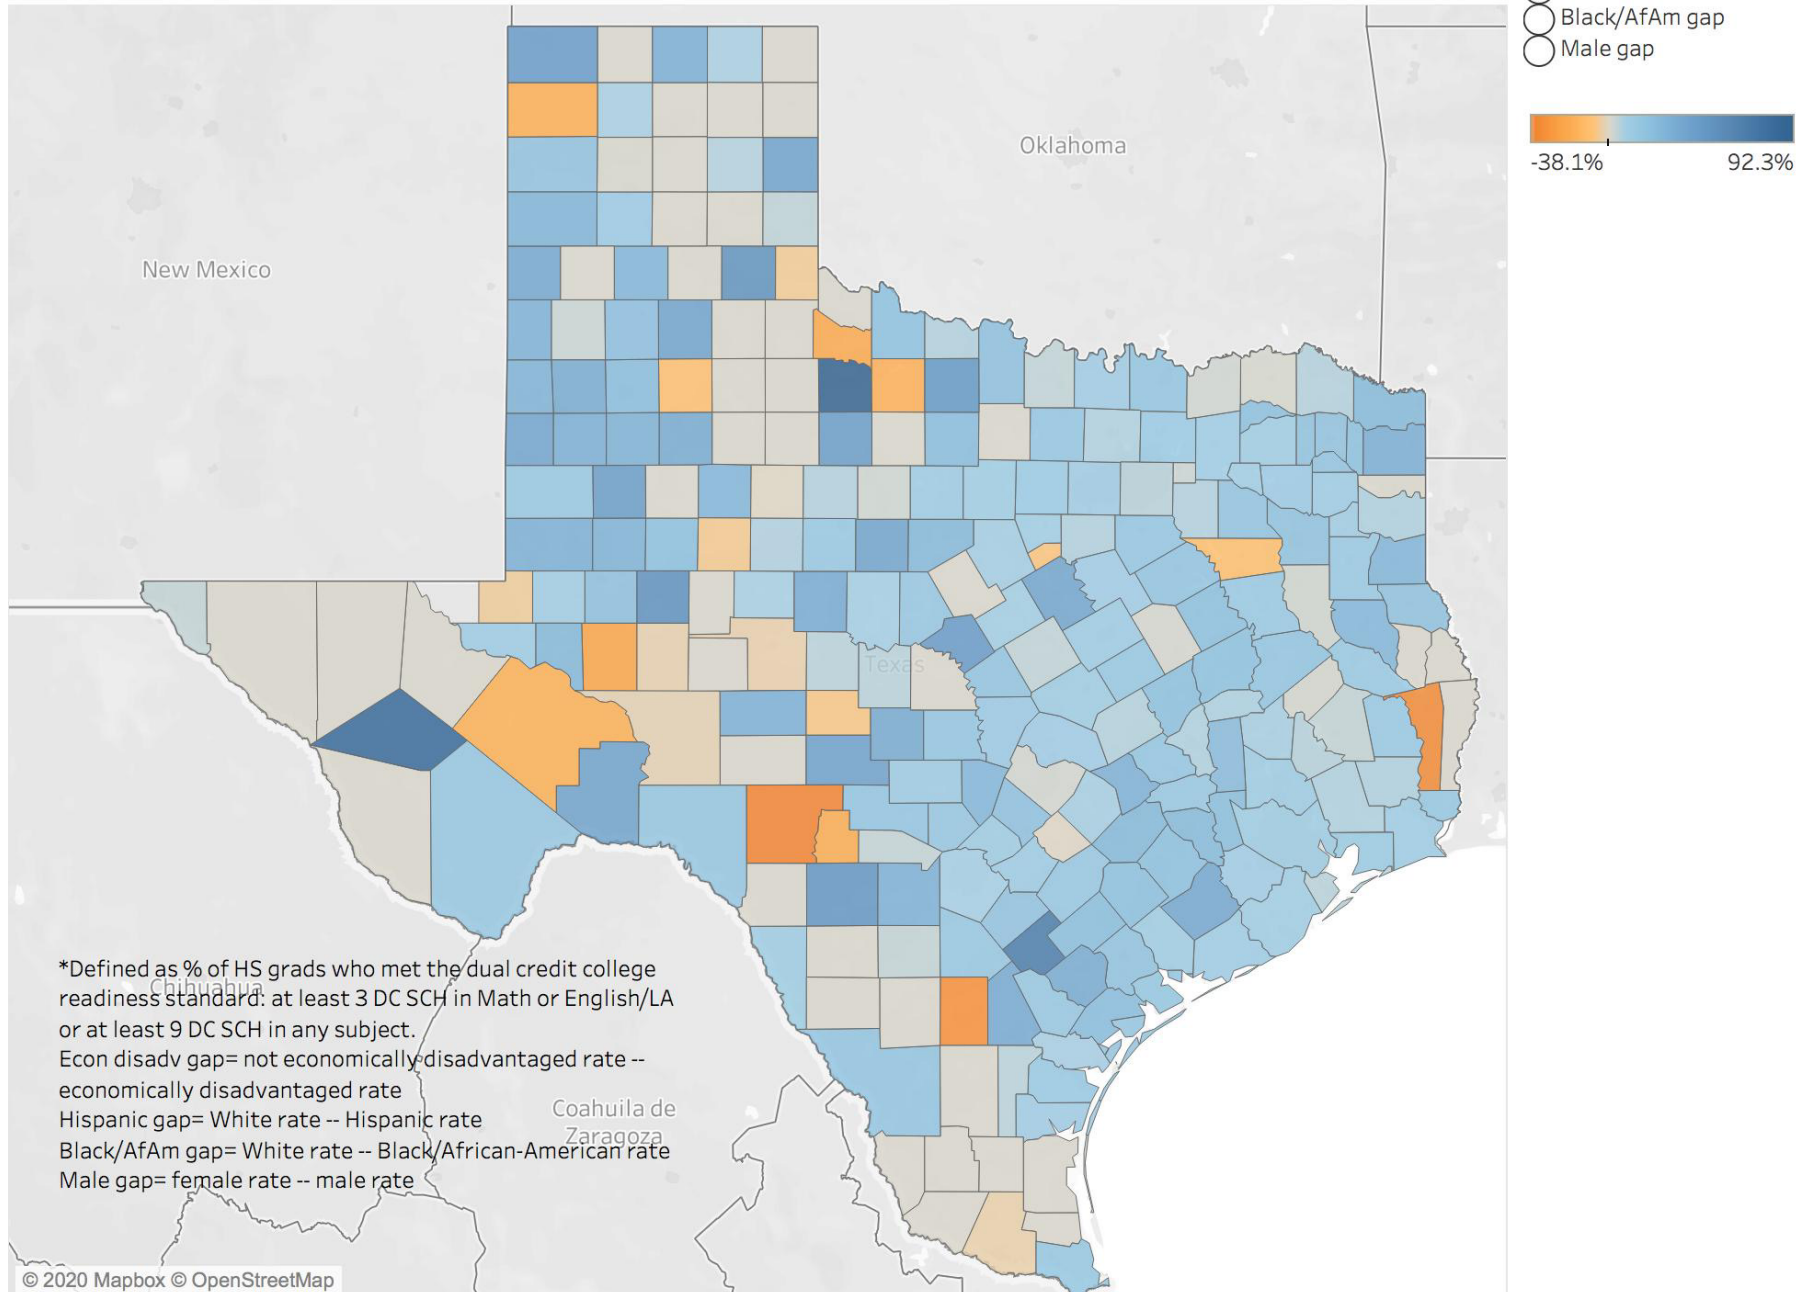 Black/AfAm gap
Male gap
-38.1% 92.3%
Oklahoma
New Mexico
Texas
*Defined as % of HS grads who met the dual credit college
readiness standard: at least 3 DC SCH in Math or English/LA
or at least 9 DC SCH in any subject.
Econ disadv gap= not economically disadvantaged rate --
economically disadvantaged rate
Hispanic gap= White rate -- Hispanic rate
Black/AfAm gap= White rate -- Black/African-American rate
Male gap= female rate -- male rate
Chihuahua
Coahuila de
Zaragoza
© 2020 Mapbox © OpenStreetMap